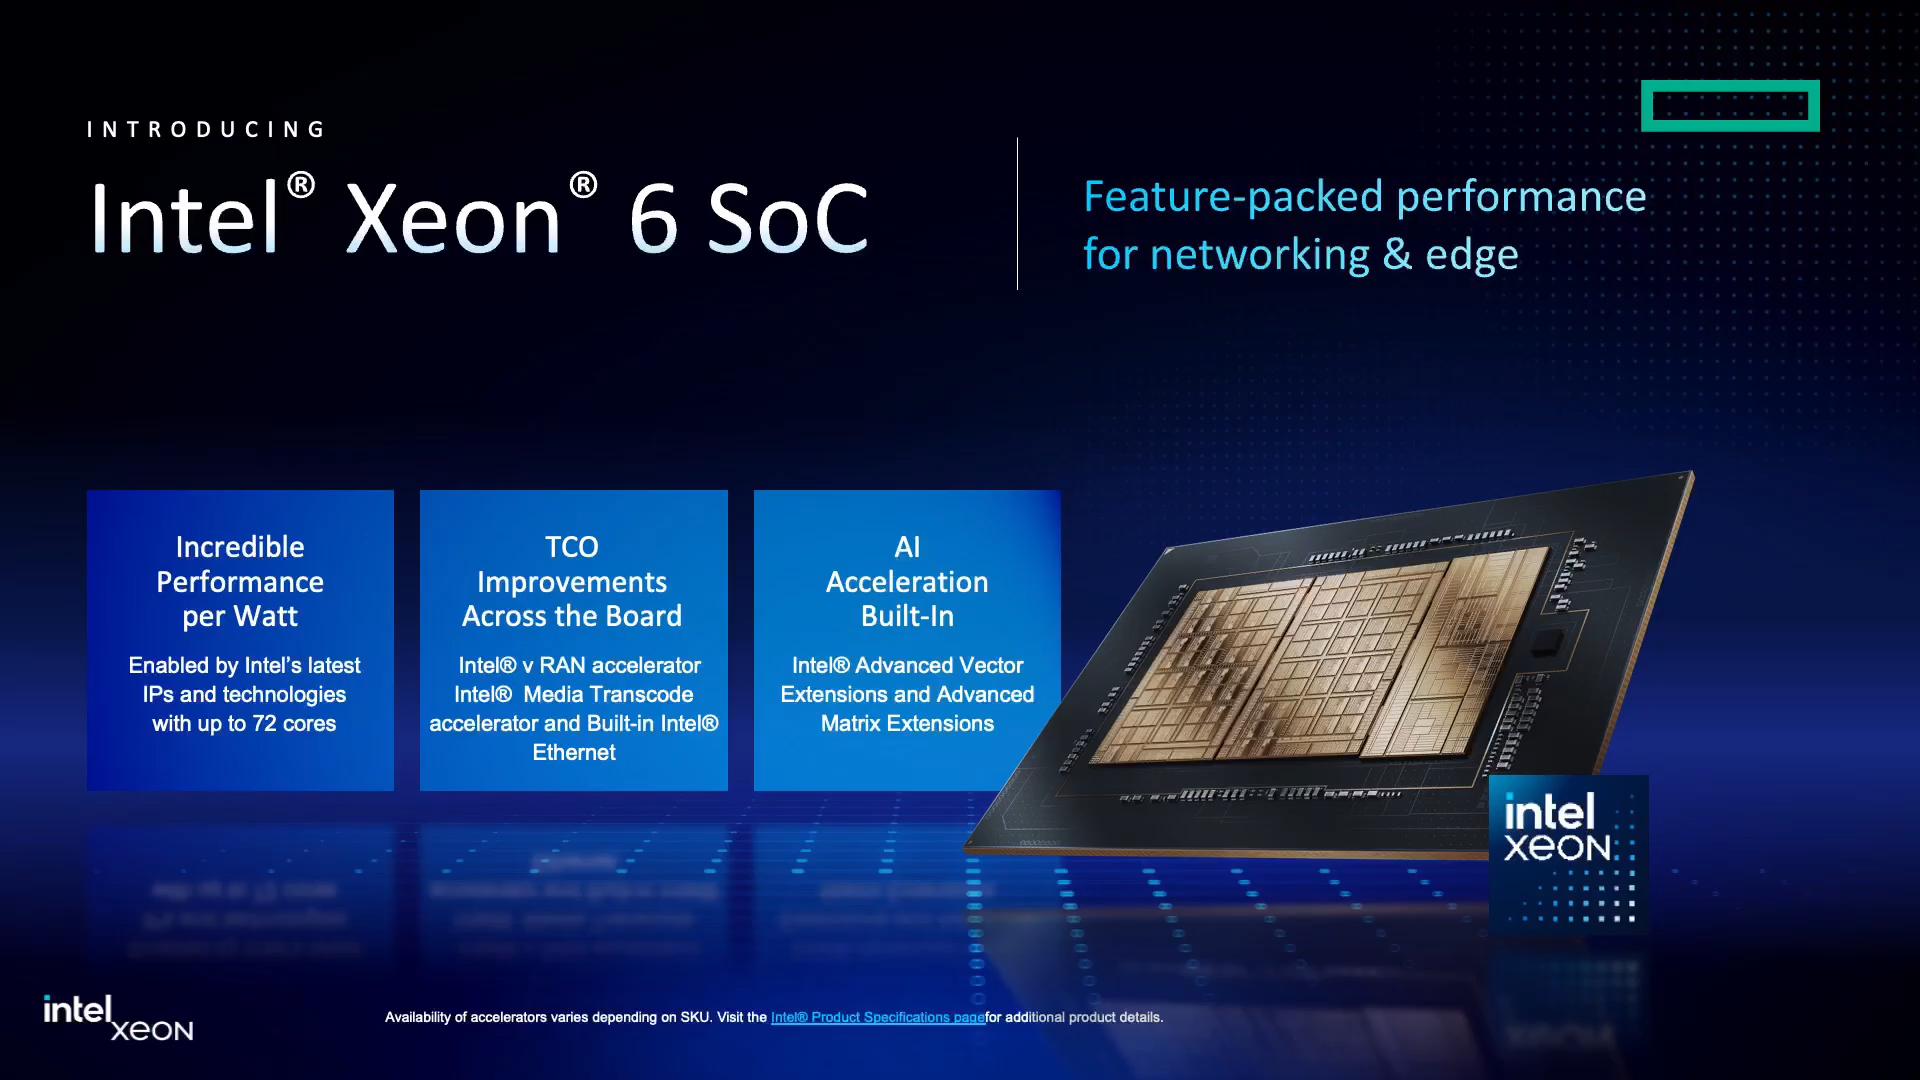 INTRODUCING
Intel® Xeon® 6 SoC
Feature-packed performance
for networking & edge
Incredible
Performance
per Watt
Enabled by Intel's latest
IPs and technologies
with up to 72 cores
TCO
Improvements
Across the Board
Intel® v RAN accelerator
Intel® Media Transcode
accelerator and Built-in Intel®
Ethernet
AI
Acceleration
Built-In
Intel® Advanced Vector
Extensions and Advanced
Matrix Extensions
intel
xeon
intel
xeon
Availability of accelerators varies depending on SKU. Visit the Intel® Product Specifications pagefor additional product details.